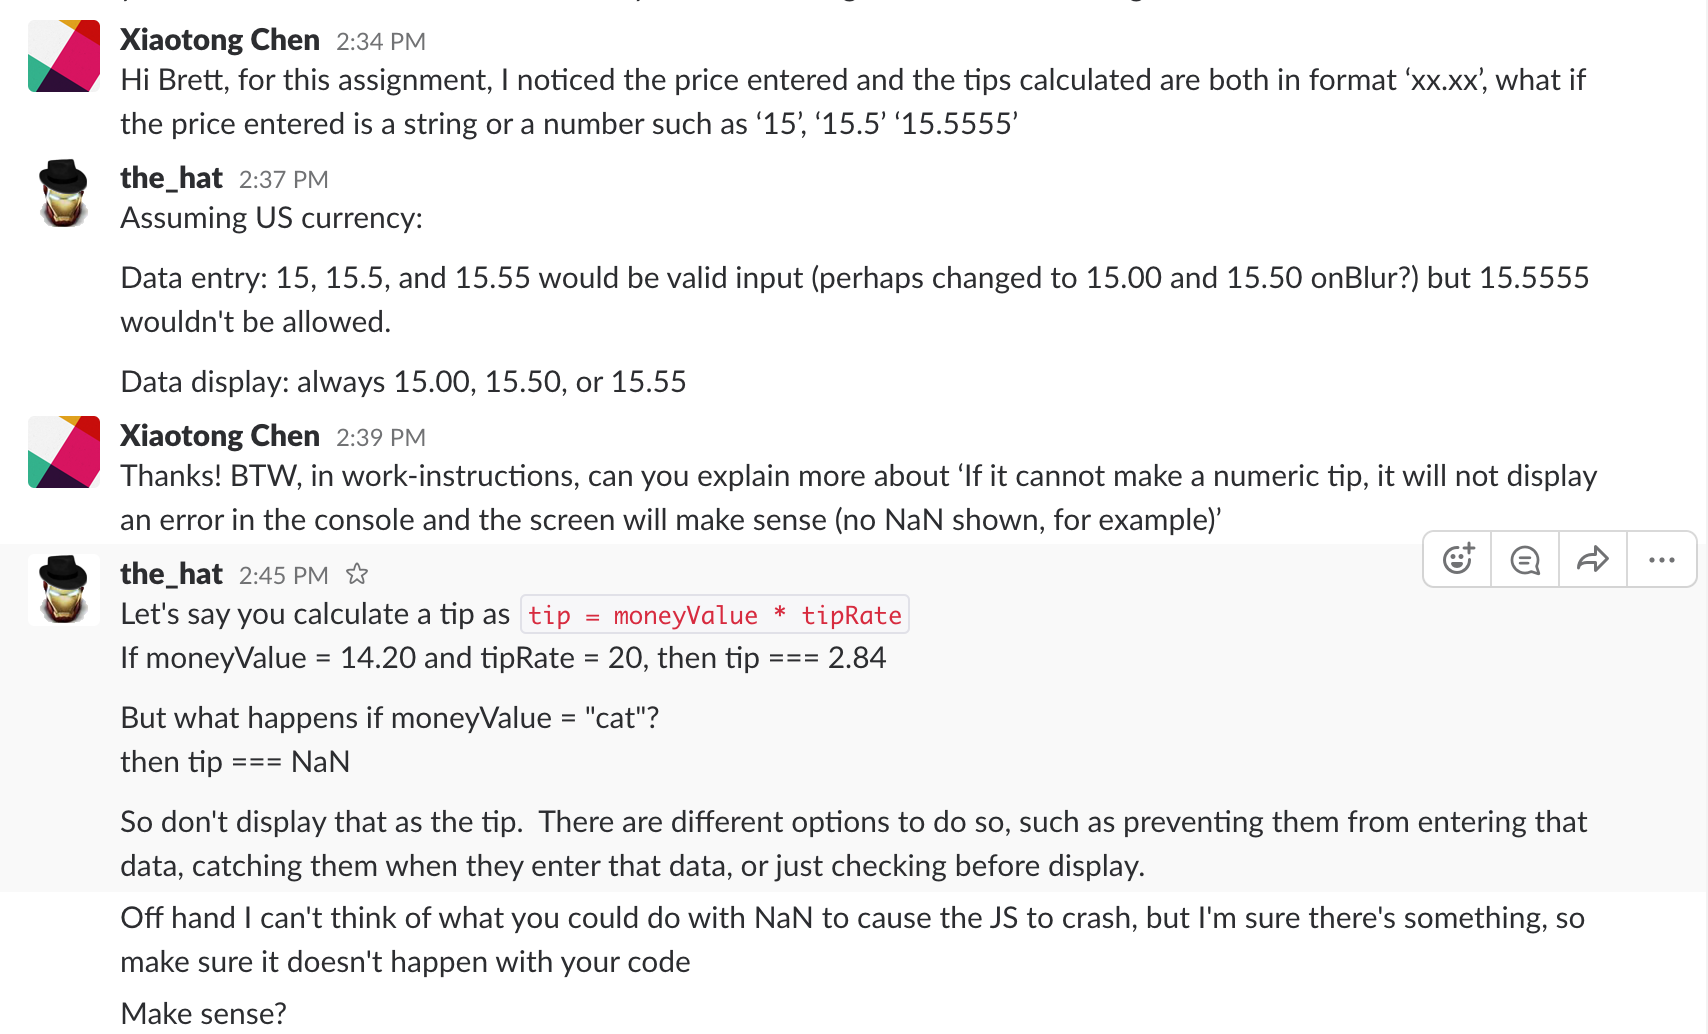 Xiaotong Chen 2:34 PM
Hi Brett, for this assignment, I noticed the price entered and the tips calculated are both in format ‘xx.xx’, what if
the price entered is a string or a number such as ‘15’, ‘15.5’ ‘15.5555’
the_hat 2:37 PM
Assuming US currency:
Data entry: 15, 15.5, and 15.55 would be valid input (perhaps changed to 15.00 and 15.50 onBlur?) but 15.5555
wouldn't be allowed.
Data display: always 15.00, 15.50, or 15.55
Xiaotong Chen 2:39 PM
Thanks! BTW, in work-instructions, can you explain more about ‘If it cannot make a numeric tip, it will not display
an error in the console and the screen will make sense (no NaN shown, for example)’
the_hat 2:45 PM
Let's say you calculate a tip as tip = moneyValue * tipRate
If moneyValue = 14.20 and tipRate = 20, then tip === 2.84
But what happens if moneyValue = "cat"?
then tip === NaN
So don't display that as the tip.  There are different options to do so, such as preventing them from entering that
data, catching them when they enter that data, or just checking before display.
Off hand I can't think of what you could do with NaN to cause the JS to crash, but I'm sure there's something, so
make sure it doesn't happen with your code
Make sense?